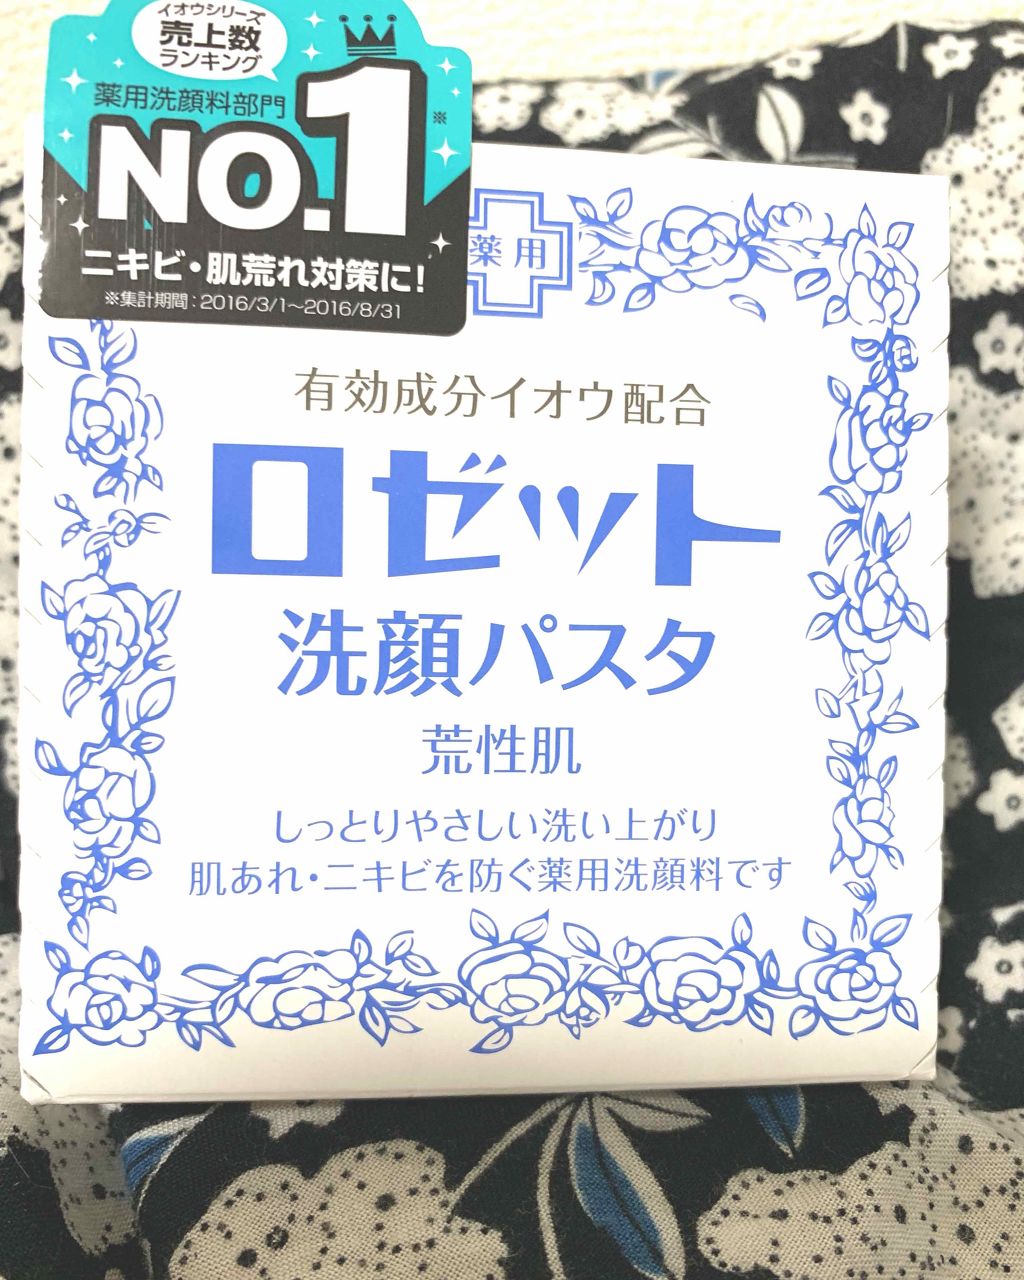 イオウシリーズ
売上数
ランキング
薬用洗顔料部門
NO.1※
ニキビ・肌荒れ対策に!
※集計期間:2016/3/1〜2016/8/31
薬用
有効成分イオウ配合
ロゼット
洗顔パスタ
荒性肌
しっとりやさしい洗い上がり
肌あれ・ニキビを防ぐ薬用洗顔料です